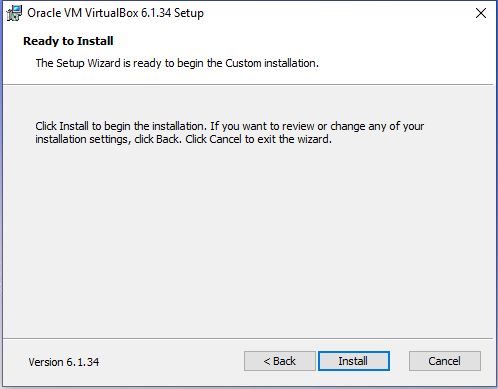 Oracle VM VirtualBox 6.1.34 Setup
Ready to Install
The Setup Wizard is ready to begin the Custom installation.
Click Install to begin the installation. If you want to review or change any of your
installation settings, click Back. Click Cancel to exit the wizard.
Version 6.1.34
< Back
Install
Cancel